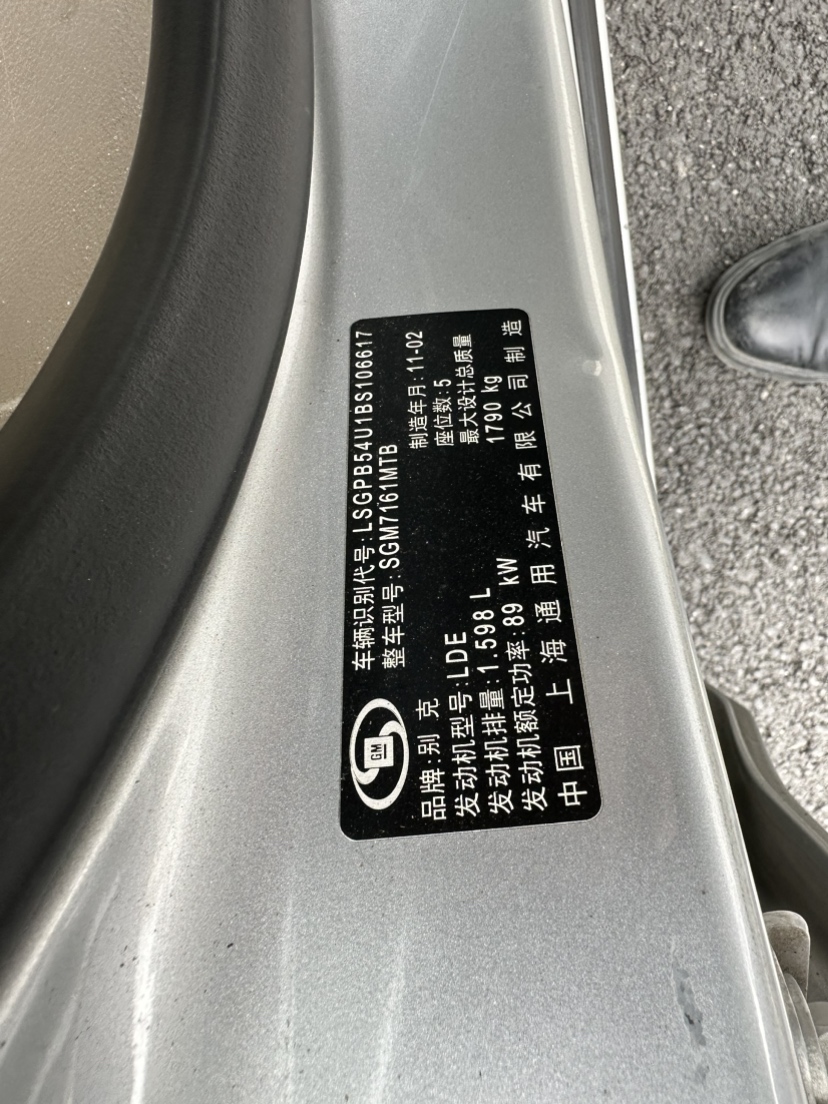 GM
车辆识别代号:LSGPB54U1BS106617
整车型号:SGM7161MTB
品牌:别 克
制造年月:11-02
发动机型号:LDE
座位数:5
发动机排量:1.598 L
最大设计总质量
发动机额定功率:89 kW
1790 kg
中国 上海通用汽车有限公司制造